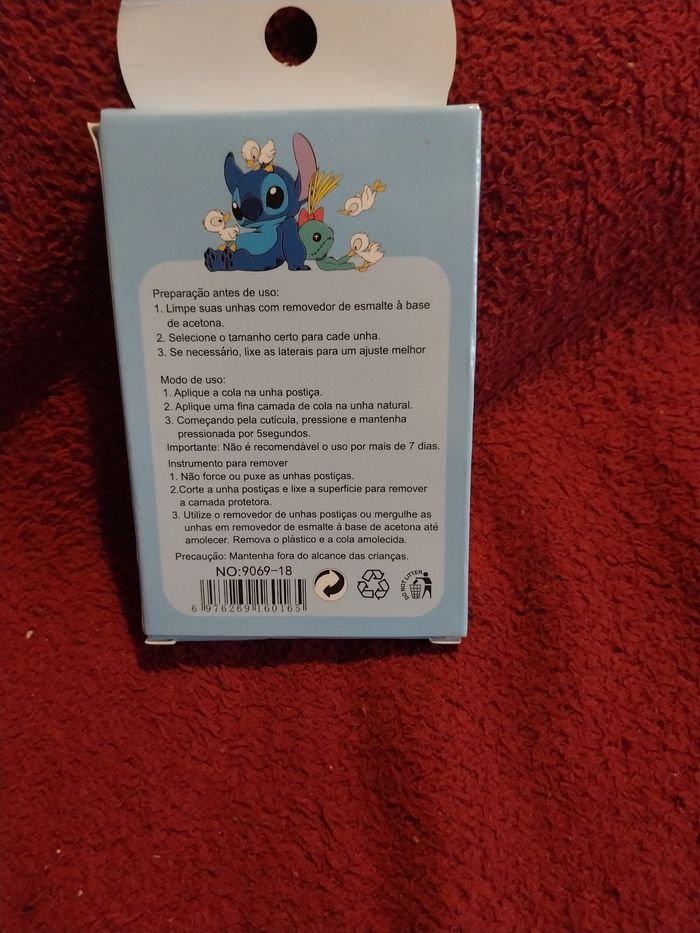 Preparação antes de uso:
1. Limpe suas unhas com removedor de esmalte à base
de acetona.
2. Selecione o tamanho certo para cade unha.
3. Se necessário, lixe as laterais para um ajuste melhor
Modo de uso:
1. Aplique a cola na unha postiça.
2. Aplique uma fina camada de cola na unha natural.
3. Começando pela cutícula, pressione e mantenha
pressionada por 5segundos.
Importante: Não é recomendável o uso por mais de 7 dias.
Instrumento para remover
1. Não force ou puxe as unhas postiças.
2.Corte a unha postiças e lixe a superficie para remover
a camada protetora.
3. Utilize o removedor de unhas postiças ou mergulhe as
unhas em removedor de esmalte à base de acetona até
amolecer. Remova o plástico e a cola amolecida.
Precaução: Mantenha fora do alcance das crianças.
NO:9069-18
6 976269 160165
DO NOT LITTER